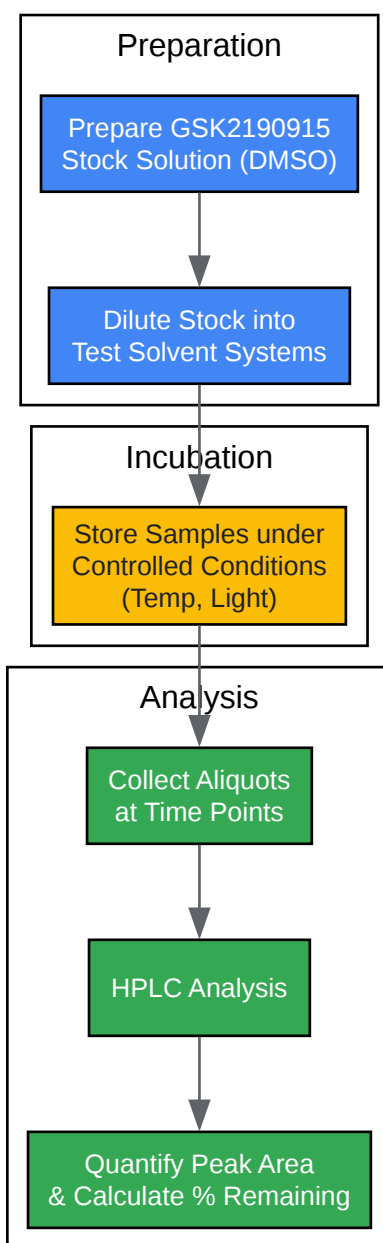 Preparation
Prepare GSK2190915
Stock Solution (DMSO)
Dilute Stock into
Test Solvent Systems
Incubation
Store Samples under
Controlled Conditions
(Temp, Light)
Analysis
Collect Aliquots
at Time Points
HPLC Analysis
Quantify Peak Area
& Calculate % Remaining